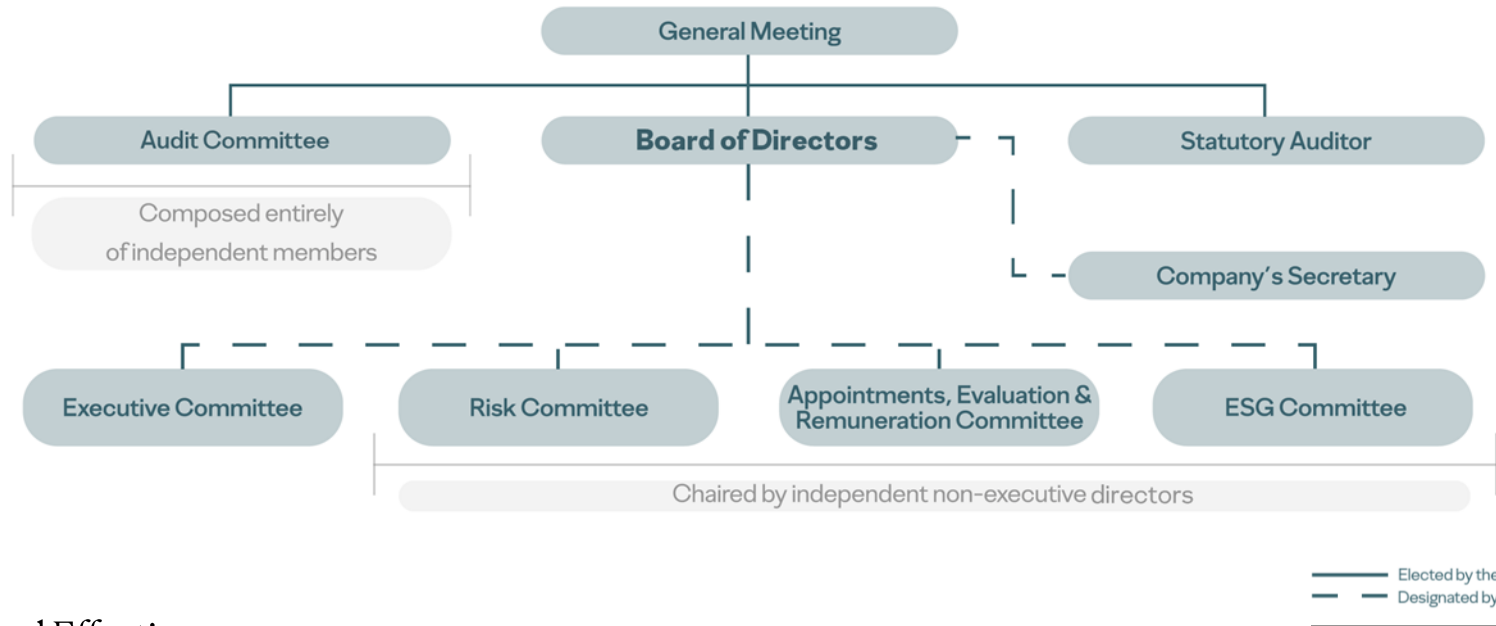 General Meeting
Audit Committee
Board of Directors
Statutory Auditor
Composed entirely
of independent members
Company's Secretary
Executive Committee
Risk Committee
Appointments, Evaluation &
Remuneration Committee
ESG Committee
Chaired by independent non-executive directors
Elected by the
Designated by